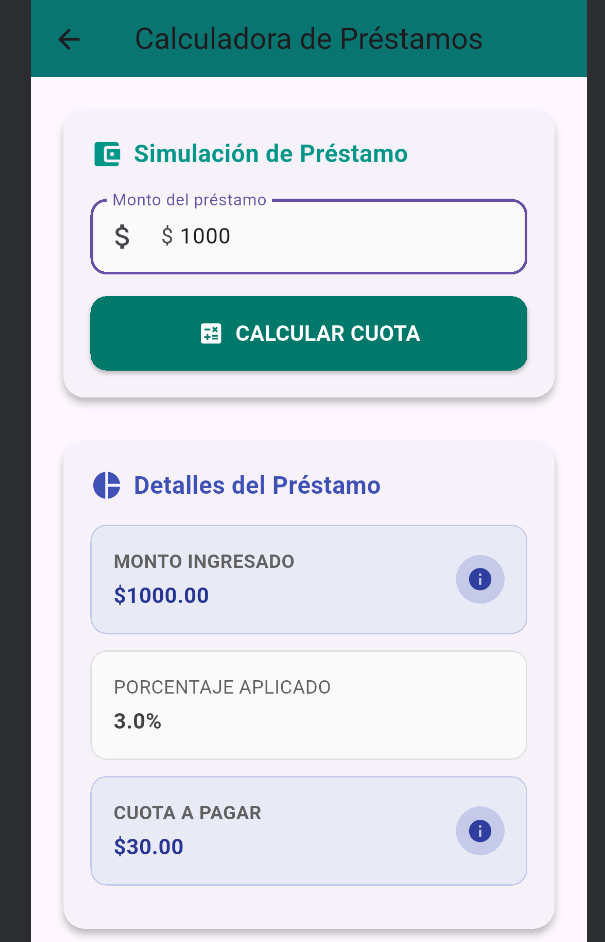 Calculadora de Préstamos
Simulación de Préstamo
Monto del préstamo
$ $ 1000
CALCULAR CUOTA
Detalles del Préstamo
MONTO INGRESADO
$1000.00
PORCENTAJE APLICADO
3.0%
CUOTA A PAGAR
$30.00